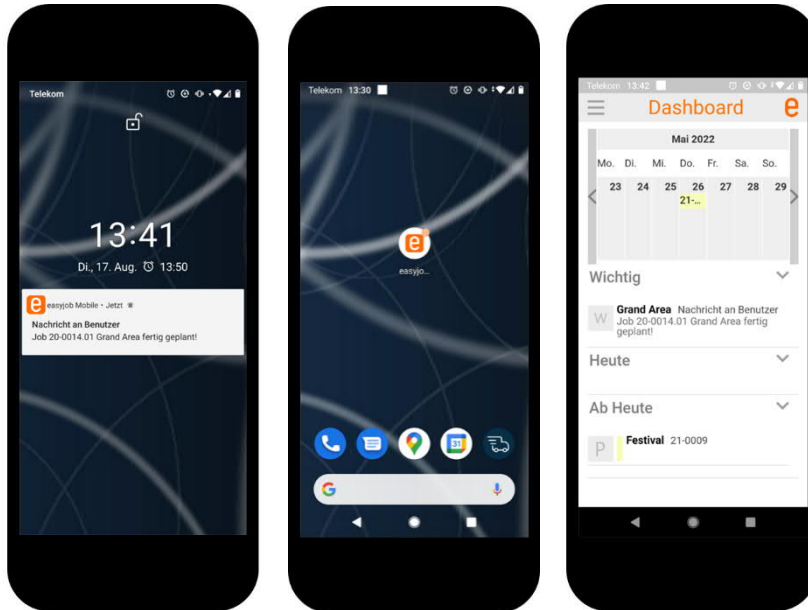 Telekom
13:41
Di., 17. Aug. 13:50
easyjob Mobile • Jetzt
Nachricht an Benutzer
Job 20-0014.01 Grand Area fertig geplant!
Telekom 13:30
e
easyjo...
31
G
Telekom 13:42
Dashboard e
Mai 2022
Mo. Di. Mi. Do. Fr. Sa. So.
23 24 25 26 27 28 29
21-...
Wichtig
W
Grand Area Nachricht an Benutzer
Job 20-0014.01 Grand Area fertig
geplant!
Heute
Ab Heute
P
Festival 21-0009